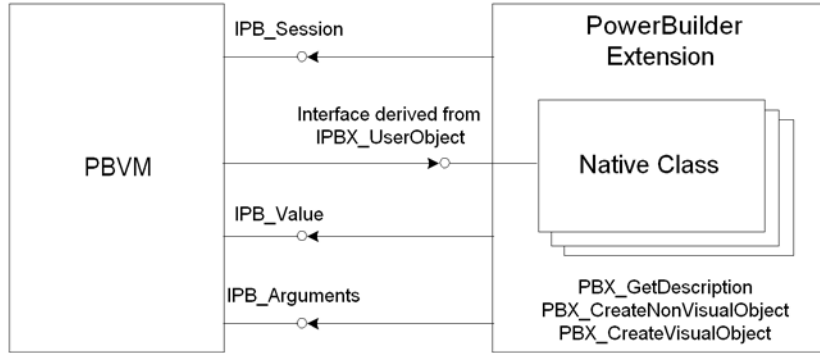 IPB_Session
PowerBuilder
Extension
Interface derived from
IPBX_UserObject
PBVM
Native Class
IPB_Value
IPB_Arguments
PBX_GetDescription
PBX_CreateNonVisualObject
PBX_CreateVisualObject